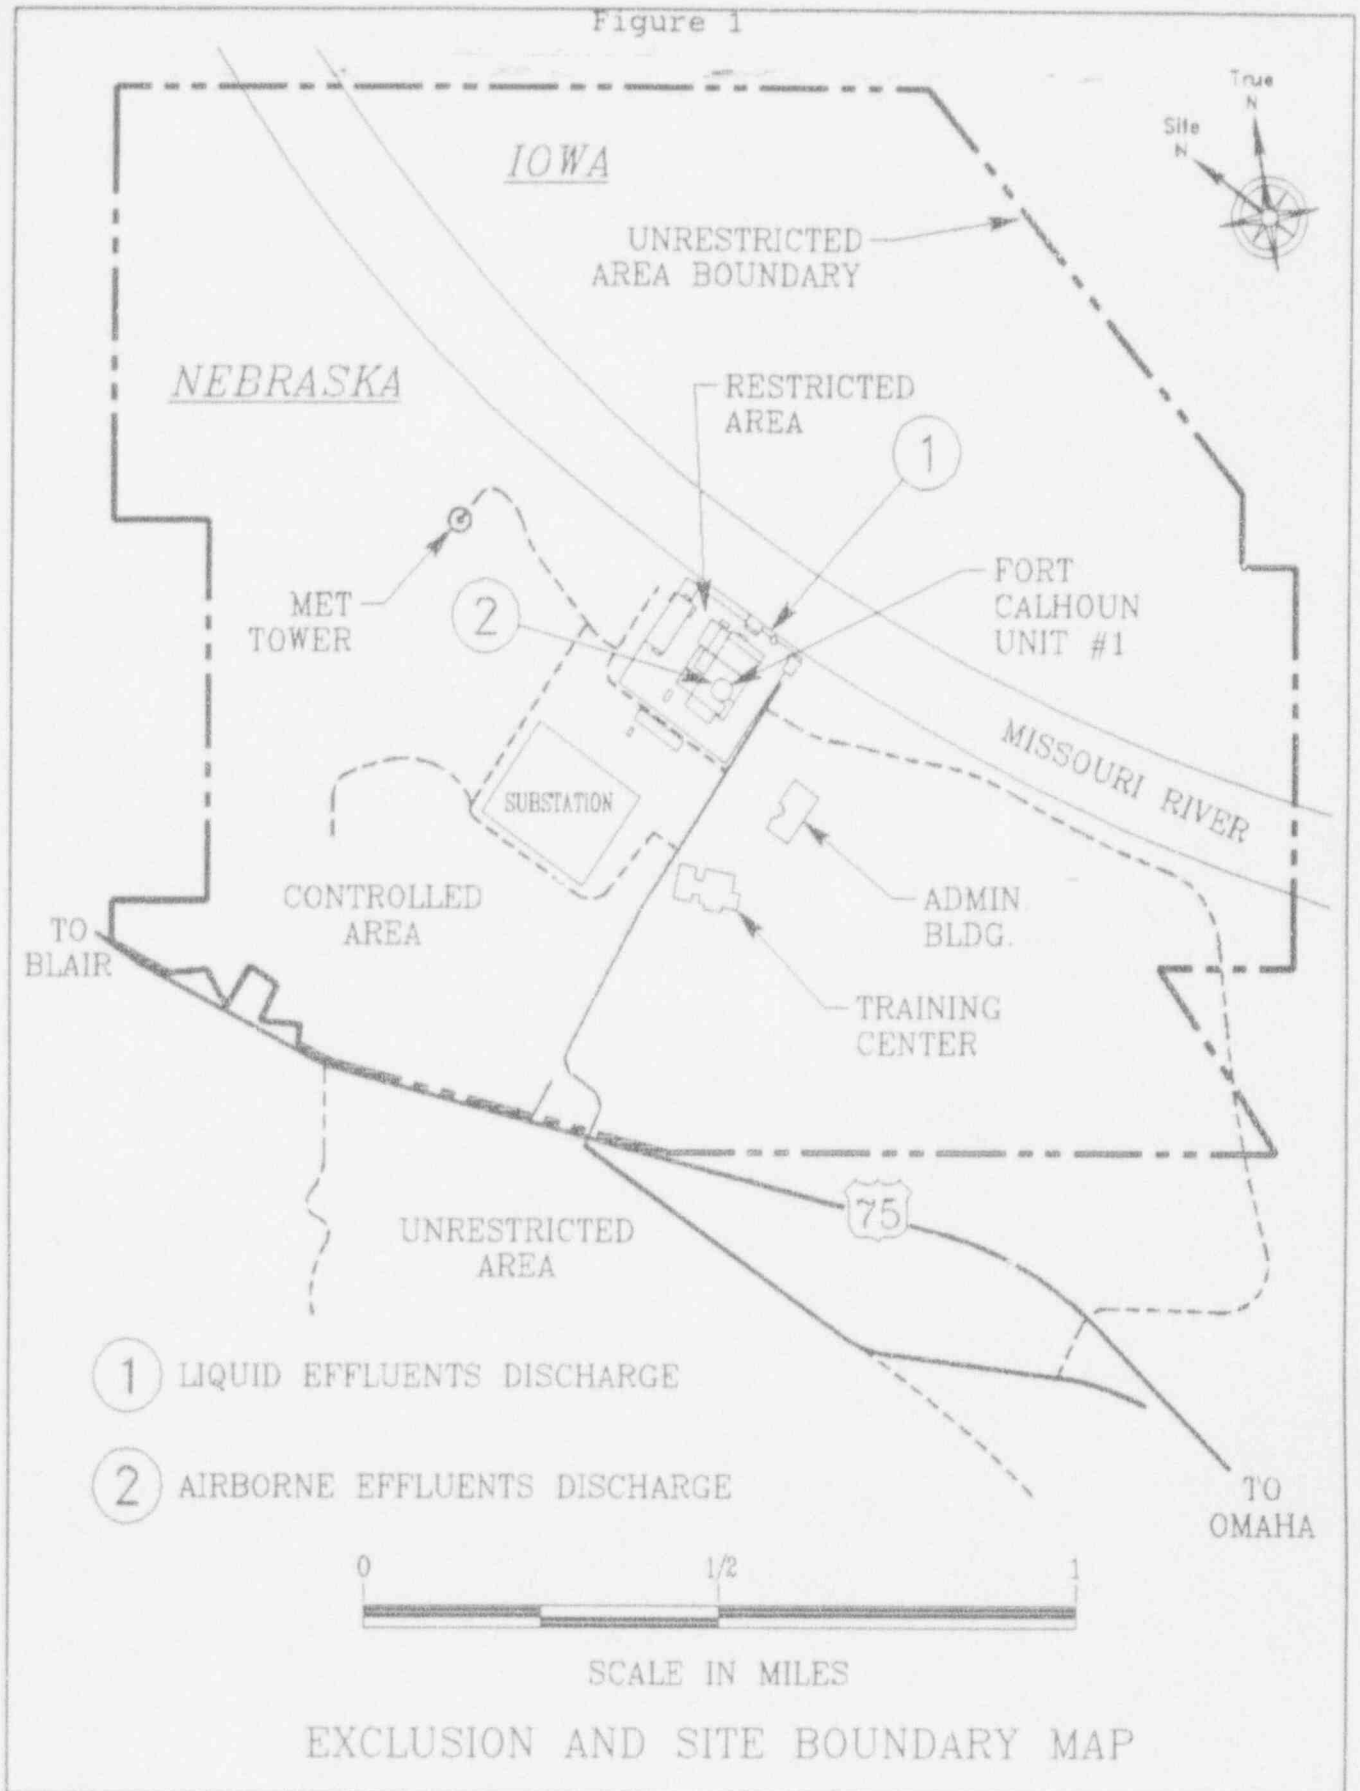 Figure 1
True
N
Site
N
IOWA
UNRESTRICTED
AREA BOUNDARY
NEBRASKA
RESTRICTED
AREA
1
MET
TOWER
2
FORT
CALHOUN
UNIT #1
MISSOURI RIVER
SUBSTATION
CONTROLLED
AREA
ADMIN.
BLDG.
TO
BLAIR
TRAINING
CENTER
UNRESTRICTED
AREA
75
1 LIQUID EFFLUENTS DISCHARGE
2 AIRBORNE EFFLUENTS DISCHARGE
TO
OMAHA
0 1/2 1
SCALE IN MILES
EXCLUSION AND SITE BOUNDARY MAP